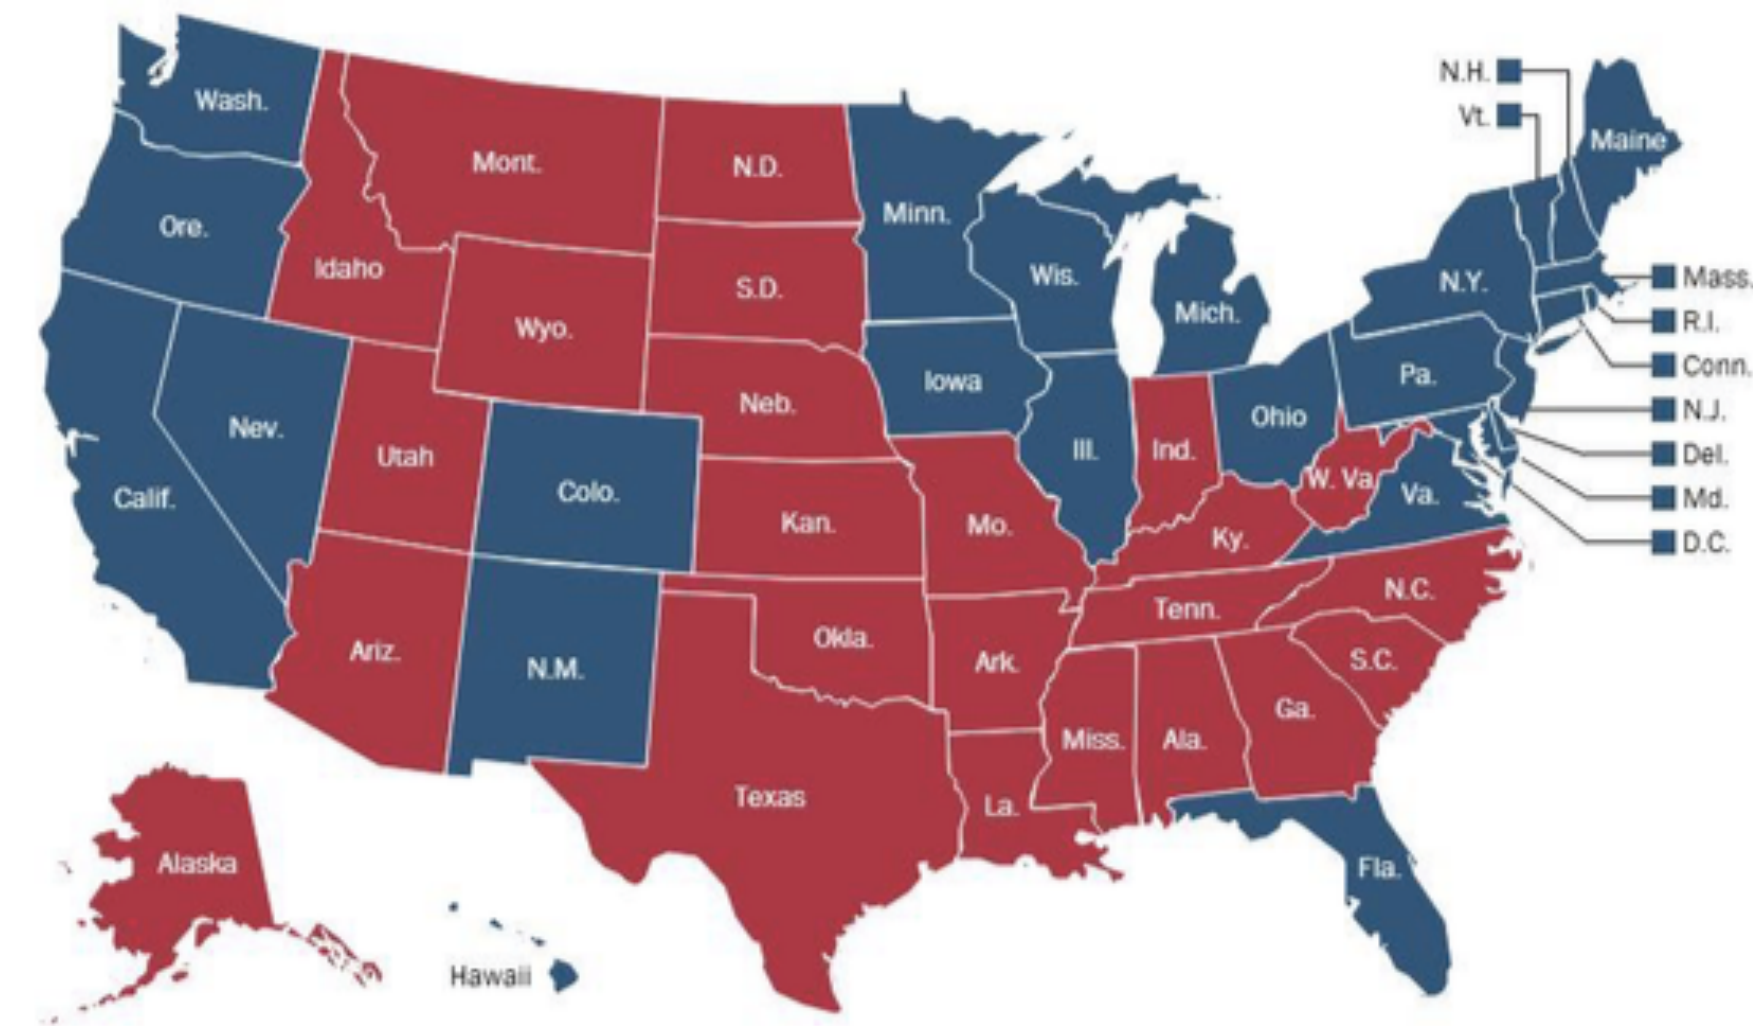 N.H.
Wash.
Vt.
Maine
Mont.
N.D.
Minn.
Ore.
Idaho
Wis.
Mass.
S.D.
N.Y.
Mich.
R.I.
Wyo.
Conn.
Pa.
Iowa
Neb.
N.J.
Ohio
Nev.
Utah
Ill.
Ind.
Del.
W. Va.
Colo.
Va.
Calif.
Md.
Kan.
Mo.
Ky.
D.C.
N.C.
Tenn.
Okla.
Ariz.
N.M.
Ark.
S.C.
Ga.
Miss.
Ala.
Texas
La.
Alaska
Fla.
Hawaii